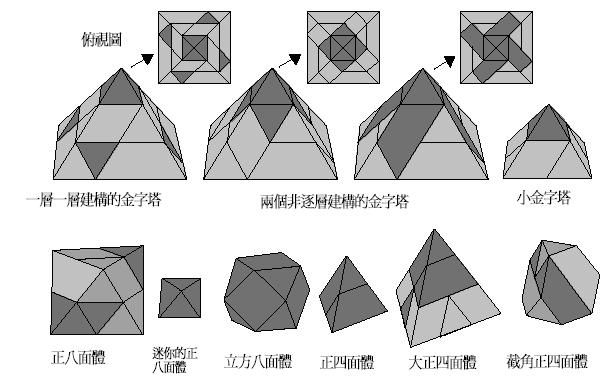 俯視圖
一層一層建構的金字塔
兩個非逐層建構的金字塔
小金字塔
正八面體
迷你的正
八面體
立方八面體
正四面體
大正四面體
截角正四面體